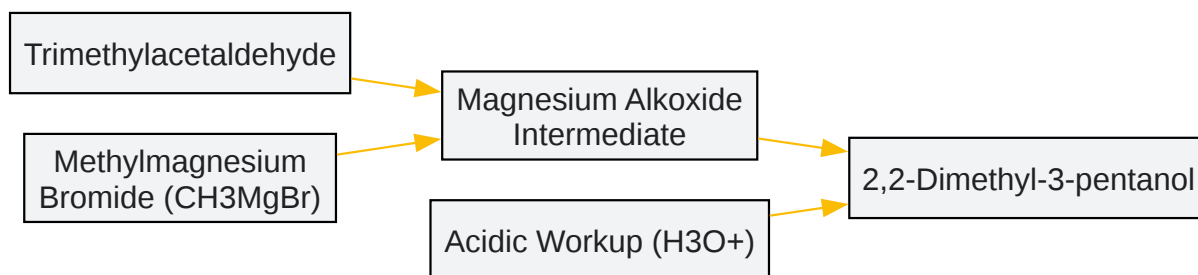 Trimethylacetaldehyde
Methylmagnesium
Bromide (CH3MgBr)
Magnesium Alkoxide
Intermediate
Acidic Workup (H3O+)
2,2-Dimethyl-3-pentanol